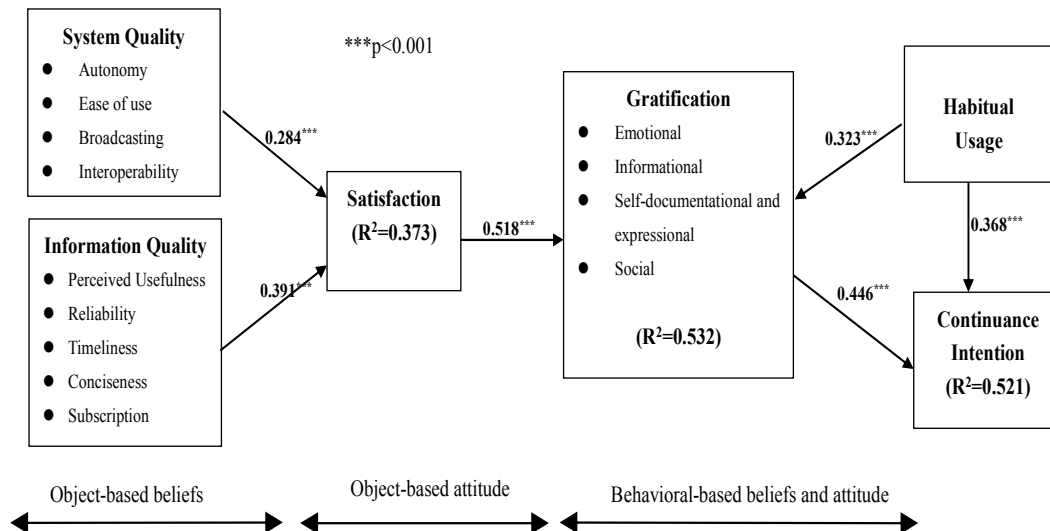 System Quality
● Autonomy
● Ease of use
● Broadcasting
● Interoperability
***p<0.001
0.284***
Information Quality
● Perceived Usefulness
● Reliability
● Timeliness
● Conciseness
● Subscription
0.391***
Satisfaction
(R²=0.373)
0.518***
Gratification
● Emotional
● Informational
● Self-documentational and
expressional
● Social
(R²=0.532)
0.323***
Habitual
Usage
0.368***
0.446***
Continuance
Intention
(R²=0.521)
Object-based beliefs
Object-based attitude
Behavioral-based beliefs and attitude